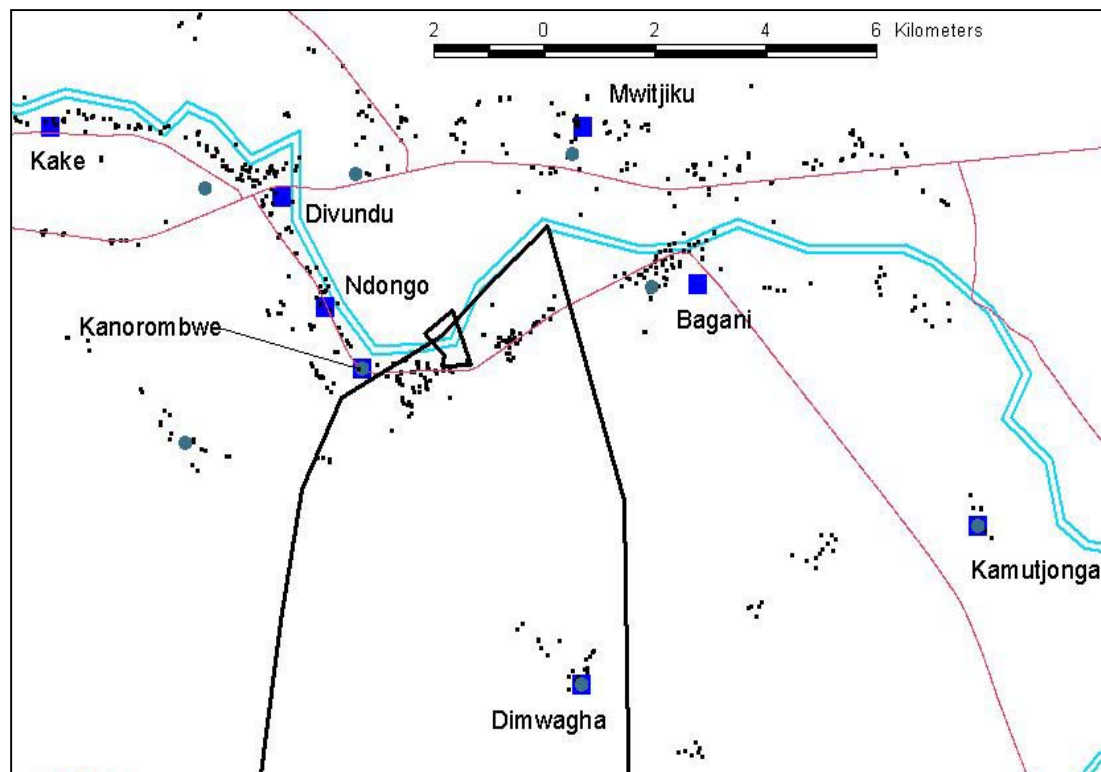 2 0 2 4 6 Kilometers
Mwitjiku
Kake
Divundu
Ndongo
Kanorombwe
Bagani
Kamutjonga
Dimwagha